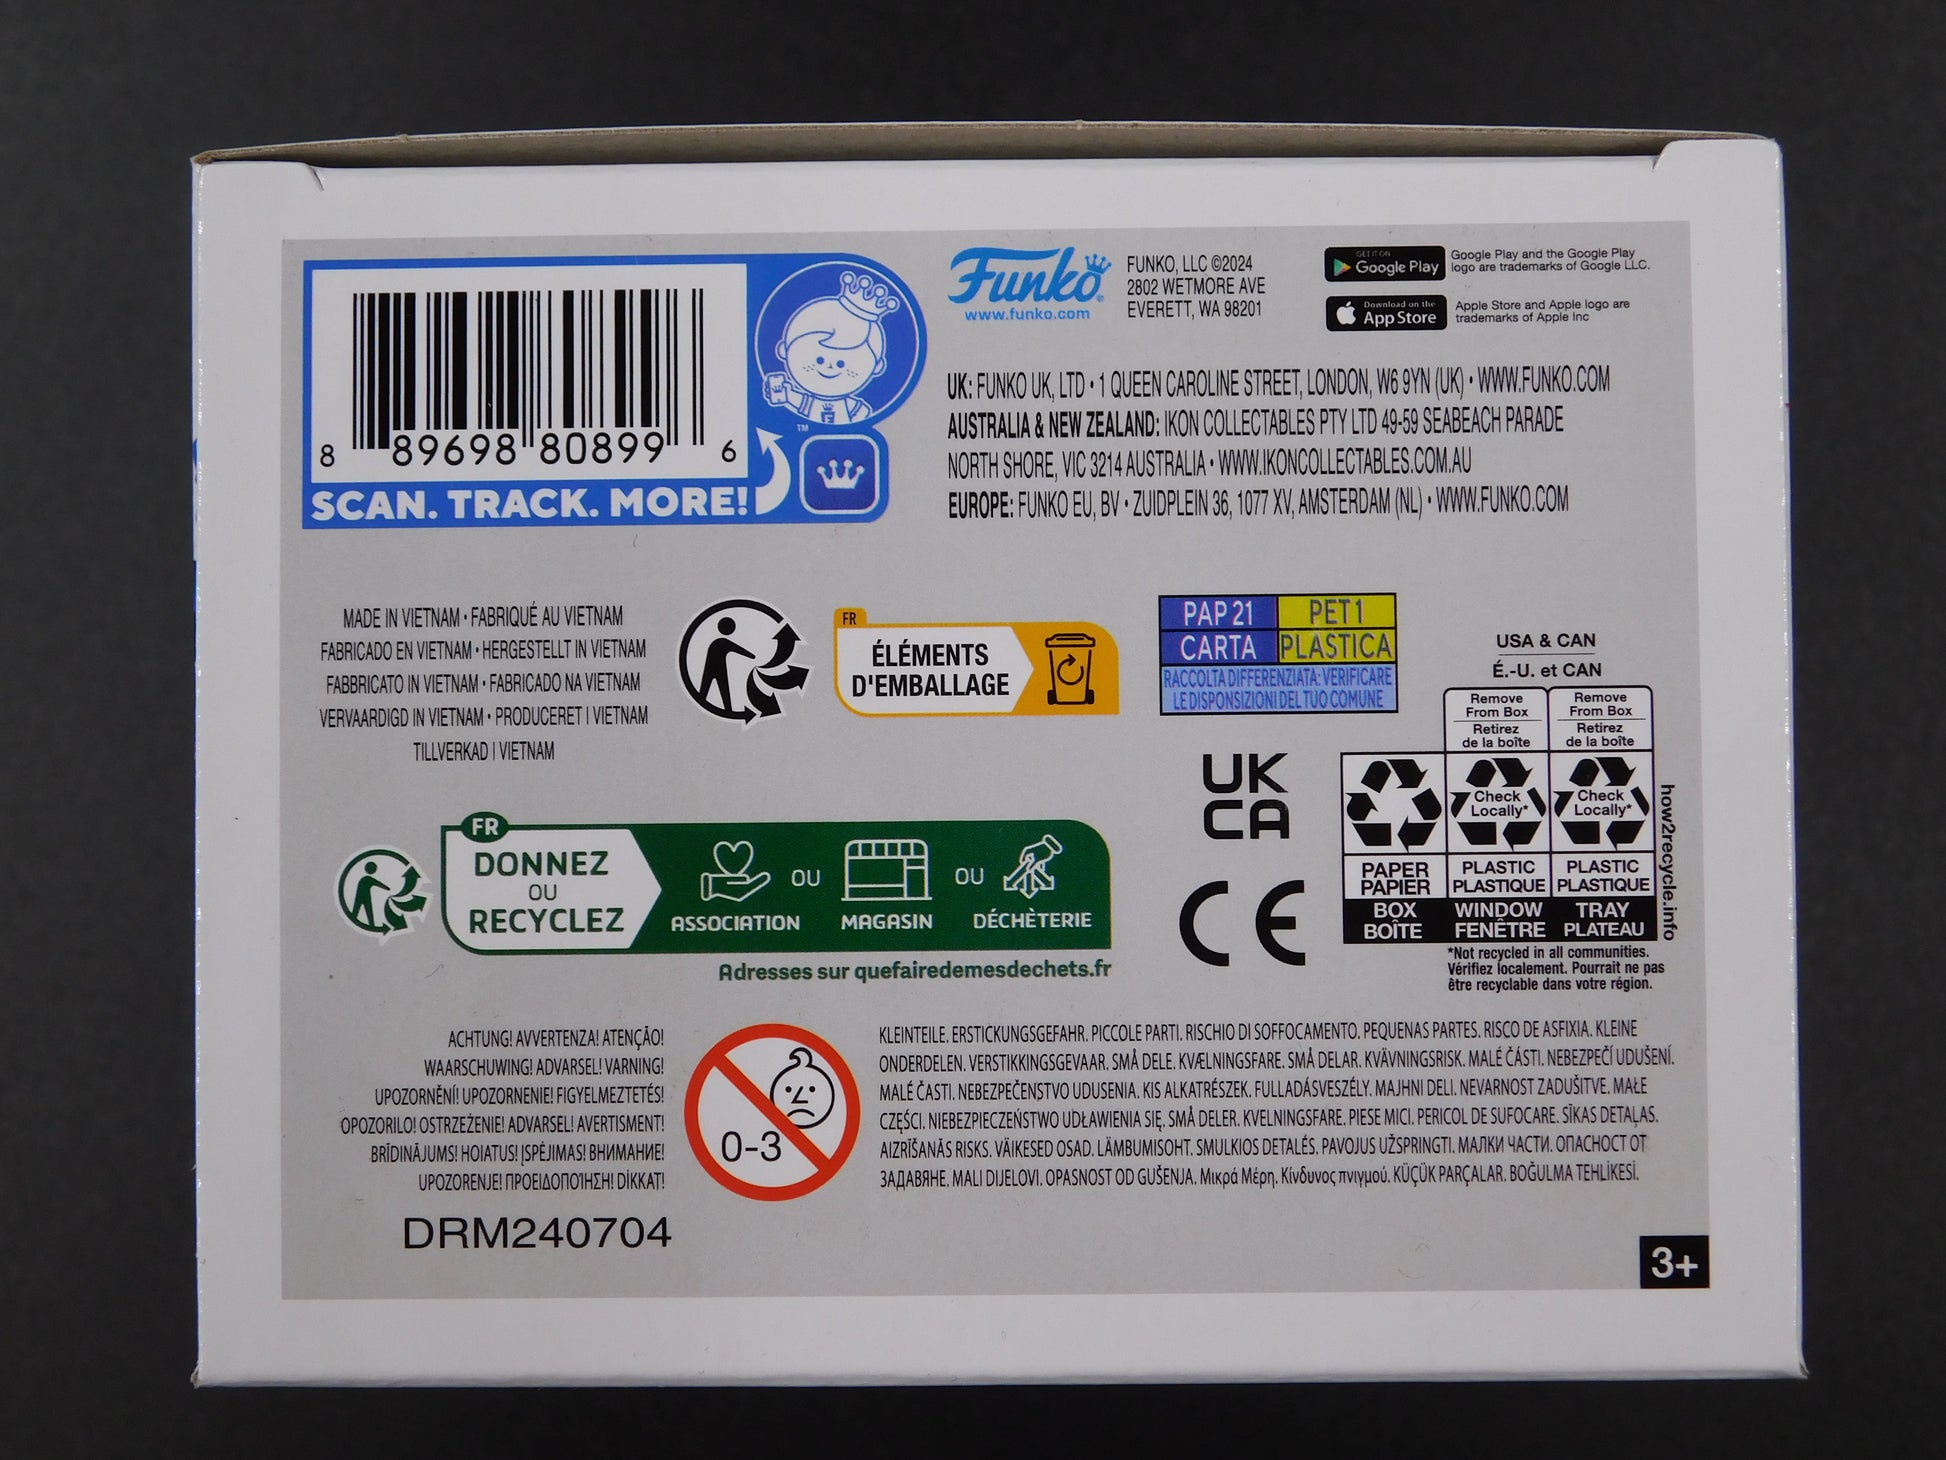 8 89698 80899 6
SCAN. TRACK. MORE!
TM
Funko
www.funko.com
FUNKO, LLC ©2024
2802 WETMORE AVE
EVERETT, WA 98201
GET IT ON
Google Play
Google Play and the Google Play
logo are trademarks of Google LLC.
Download on the
App Store
Apple Store and Apple logo are
trademarks of Apple Inc
UK: FUNKO UK, LTD • 1 QUEEN CAROLINE STREET, LONDON, W6 9YN (UK) • WWW.FUNKO.COM
AUSTRALIA & NEW ZEALAND: IKON COLLECTABLES PTY LTD 49-59 SEABEACH PARADE
NORTH SHORE, VIC 3214 AUSTRALIA • WWW.IKONCOLLECTABLES.COM.AU
EUROPE: FUNKO EU, BV • ZUIDPLEIN 36, 1077 XV, AMSTERDAM (NL) • WWW.FUNKO.COM
MADE IN VIETNAM • FABRIQUÉ AU VIETNAM
FABRICADO EN VIETNAM • HERGESTELLT IN VIETNAM
FABBRICATO IN VIETNAM • FABRICADO NA VIETNAM
VERVAARDIGD IN VIETNAM • PRODUCERET I VIETNAM
TILLVERKAD I VIETNAM
FR
ÉLÉMENTS
D'EMBALLAGE
PAP 21 PET 1
CARTA PLASTICA
RACCOLTA DIFFERENZIATA: VERIFICARE
LE DISPOSIZIONI DEL TUO COMUNE
USA & CAN
É.-U. et CAN
Remove From Box Retirez de la boîte
Remove From Box Retirez de la boîte
Check Locally*
Check Locally*
PAPER PAPIER
PLASTIC PLASTIQUE
PLASTIC PLASTIQUE
BOX BOÎTE
WINDOW FENÊTRE
TRAY PLATEAU
how2recycle.info
*Not recycled in all communities.
Vérifiez localement. Pourrait ne pas
être recyclable dans votre région.
UK
CA
CE
FR
DONNEZ
OU
RECYCLEZ
ASSOCIATION OU MAGASIN OU DÉCHÈTERIE
Adresses sur quefairedemesdechets.fr
ACHTUNG! AVVERTENZA! ATENÇÃO!
WAARSCHUWING! ADVARSEL! VARNING!
UPOZORNĚNÍ! UPOZORNENIE! FIGYELMEZTETÉS!
OPOZORILO! OSTRZEŻENIE! ADVARSEL! AVERTISMENT!
BRĪDINĀJUMS! HOIATUS! ĮSPĖJIMAS! ВНИМАНИЕ!
UPOZORENJE! ΠΡΟΕΙΔΟΠΟΊΗΣΗ! DİKKAT!
0-3
KLEINTEILE. ERSTICKUNGSGEFAHR. PICCOLE PARTI. RISCHIO DI SOFFOCAMENTO. PEQUENAS PARTES. RISCO DE ASFIXIA. KLEINE
ONDERDELEN. VERSTIKKINGSGEVAAR. SMÅ DELE. KVÆLNINGSFARE. SMÅ DELAR. KVÄVNINGSRISK. MALÉ ČÁSTI. NEBEZPEČÍ UDUŠENÍ.
MALÉ ČASTI. NEBEZPEČENSTVO UDUSENIA. KIS ALKATRÉSZEK. FULLADÁSVESZÉLY. MAJHNI DELI. NEVARNOST ZADUŠITVE. MAŁE
CZĘŚCI. NIEBEZPIECZEŃSTWO UDŁAWIENIA SIĘ. SMÅ DELER. KVELNINGSFARE. PIESE MICI. PERICOL DE SUFOCARE. SĪKAS DETAĻAS.
AIZRĪŠANĀS RISKS. VÄIKESED OSAD. LÄMBUMISOHT. SMULKIOS DETALĖS. PAVOJUS UŽSPRINGTI. МАЛКИ ЧАСТИ. ОПАСНОСТ ОТ
ЗАДАВЯНЕ. MALI DIJELOVI. OPASNOST OD GUŠENJA. Μικρά Μέρη. Κίνδυνος πνιγμού. KÜÇÜK PARÇALAR. BOĞULMA TEHLİKESİ.
DRM240704
3+